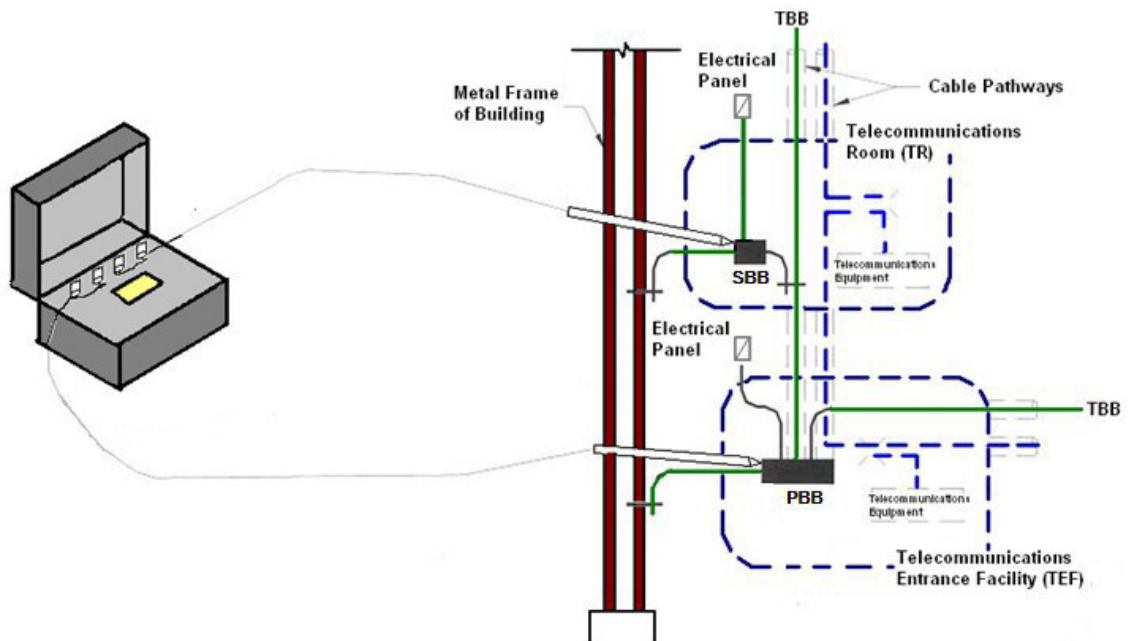 TBB
Electrical
Panel
Cable Pathways
Metal Frame
of Building
Telecommunications
Room (TR)
Telecommunications
Equipment
SBB
Electrical
Panel
TBB
PBB
Telecommunications
Equipment
Telecommunications
Entrance Facility (TEF)